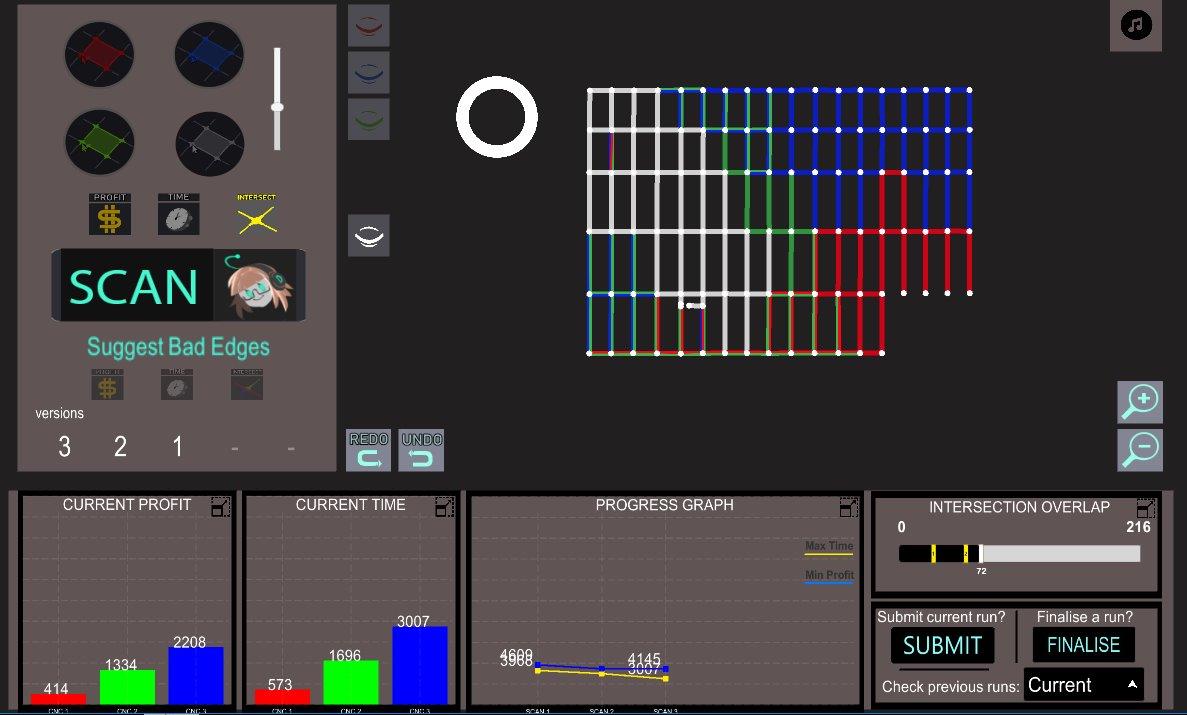 PROFIT
TIME
INTERSECT
SCAN
Suggest Bad Edges
PROFIT
TIME
INTERSECT
versions
3 2 1 - -
REDO UNDO
CURRENT PROFIT
2208
1334
414
CNC 1 CNC 2 CNC 3
CURRENT TIME
3007
1696
573
CNC 1 CNC 2 CNC 3
PROGRESS GRAPH
Max Time
Min Profit
4609
3968
4145
3007
SCAN 1 SCAN 2 SCAN 3
INTERSECTION OVERLAP
0 216
72
Submit current run? Finalise a run?
SUBMIT FINALISE
Check previous runs: Current